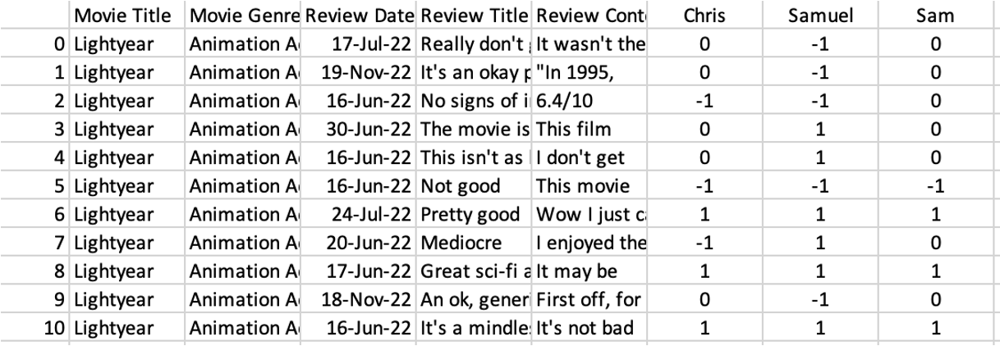 Movie Title Movie Genre Review Date Review Title Review Cont Chris Samuel Sam
0 Lightyear Animation A 17-Jul-22 Really don't It wasn't the 0 -1 0
1 Lightyear Animation A 19-Nov-22 It's an okay p "In 1995, 0 -1 0
2 Lightyear Animation A 16-Jun-22 No signs of i 6.4/10 -1 -1 0
3 Lightyear Animation A 30-Jun-22 The movie is This film 0 1 0
4 Lightyear Animation A 16-Jun-22 This isn't as I don't get 0 1 0
5 Lightyear Animation A 16-Jun-22 Not good This movie -1 -1 -1
6 Lightyear Animation A 24-Jul-22 Pretty good Wow I just c 1 1 1
7 Lightyear Animation A 20-Jun-22 Mediocre I enjoyed the -1 1 0
8 Lightyear Animation A 17-Jun-22 Great sci-fi a It may be 1 1 1
9 Lightyear Animation A 18-Nov-22 An ok, gener First off, for 0 -1 0
10 Lightyear Animation A 16-Jun-22 It's a mindle It's not bad 1 1 1